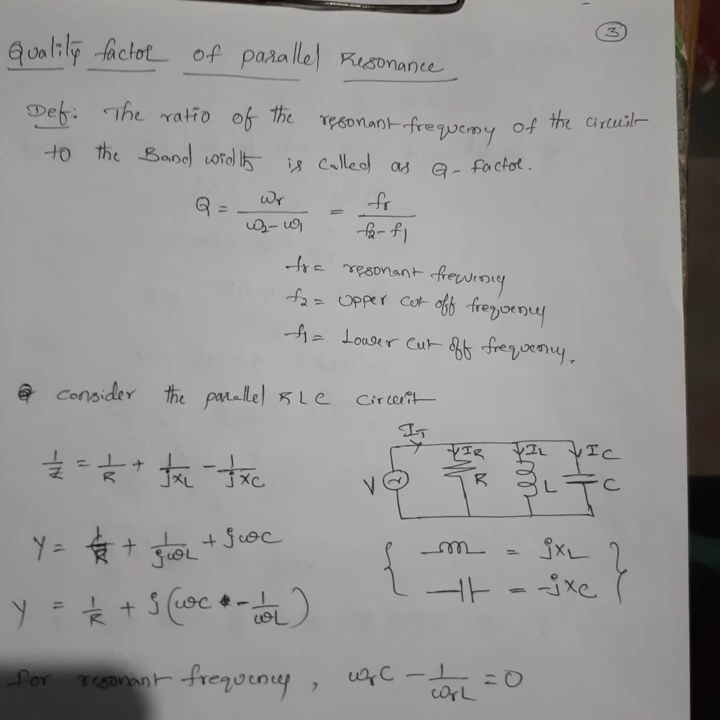 3
Quality factor of parallel Resonance
Def: The ratio of the resonant frequency of the circuit
to the Band width is called as Q-factor.
Q = ωr/(ω2-ω1) = fr/(f2-f1)
fr = resonant frequency
f2 = Upper cut off frequency
f1 = Lower cut off frequency.
consider the parallel RLC circuit
1/Z = 1/R + 1/jXL - 1/jXC
IT
IR IL IC
V R L C
Y = 1/R + 1/jωL + jωC
= jXL
= -jXC
Y = 1/R + j(ωC - 1/ωL)
for resonant frequency, ωrC - 1/ωrL = 0